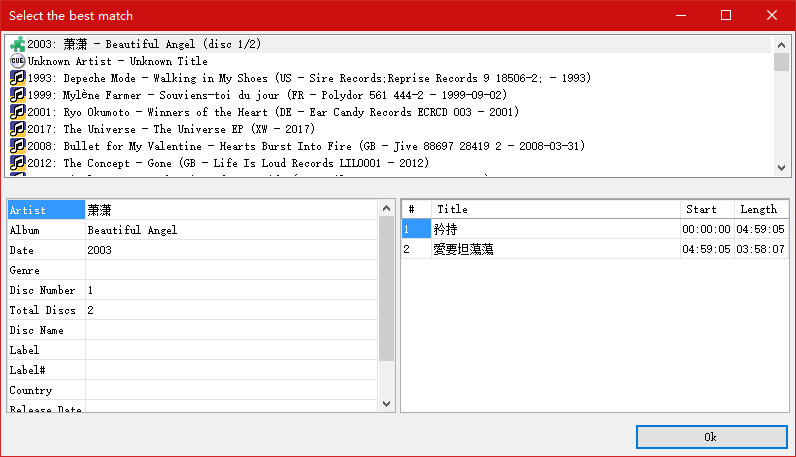 Select the best match
2003: 萧潇 - Beautiful Angel (disc 1/2)
CUE Unknown Artist - Unknown Title
1993: Depeche Mode - Walking in My Shoes (US - Sire Records;Reprise Records 9 18506-2; - 1993)
1999: Mylène Farmer - Souviens-toi du jour (FR - Polydor 561 444-2 - 1999-09-02)
2001: Ryo Okumoto - Winners of the Heart (DE - Ear Candy Records ECRCD 003 - 2001)
2017: The Universe - The Universe EP (XW - 2017)
2008: Bullet for My Valentine - Hearts Burst Into Fire (GB - Jive 88697 28419 2 - 2008-03-31)
2012: The Concept - Gone (GB - Life Is Loud Records LIL0001 - 2012)
Artist 萧潇
Album Beautiful Angel
Date 2003
Genre
Disc Number 1
Total Discs 2
Disc Name
Label
Label#
Country
Release Date
# Title Start Length
1 矜持 00:00:00 04:59:05
2 愛要坦蕩蕩 04:59:05 03:58:07
Ok